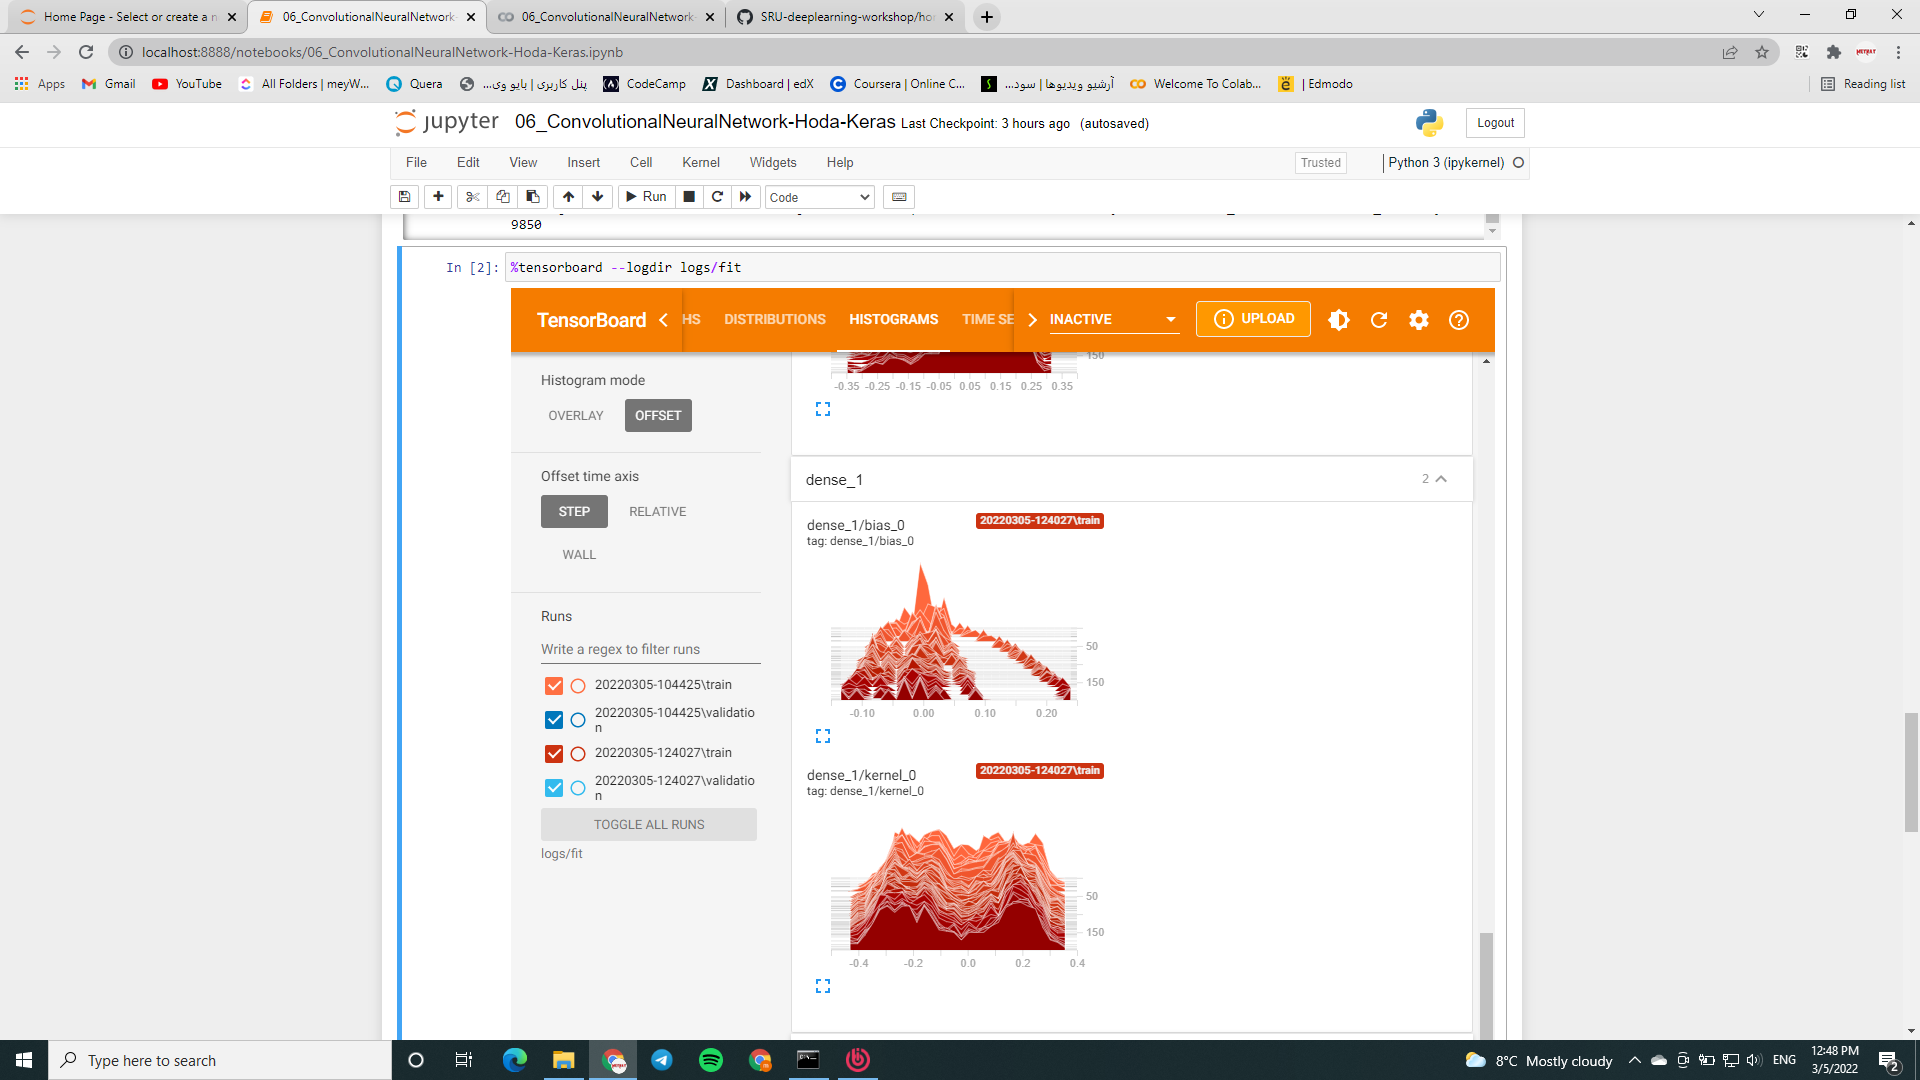 Home Page - Select or create a n
06_ConvolutionalNeuralNetwork-
06_ConvolutionalNeuralNetwork-
SRU-deeplearning-workshop/ho
localhost:8888/notebooks/06_ConvolutionalNeuralNetwork-Hoda-Keras.ipynb
Apps
Gmail
YouTube
All Folders | meyW...
Quera
پنل کاربری | بایو وی...
CodeCamp
Dashboard | edX
Coursera | Online C...
آرشیو ویدیوها | سود...
Welcome To Colab...
| Edmodo
Reading list
jupyter
06_ConvolutionalNeuralNetwork-Hoda-Keras Last Checkpoint: 3 hours ago (autosaved)
Logout
File
Edit
View
Insert
Cell
Kernel
Widgets
Help
Trusted
Python 3 (ipykernel)
Run
Code
9850
In [2]:
%tensorboard --logdir logs/fit
TensorBoard
HS
DISTRIBUTIONS
HISTOGRAMS
TIME SE
INACTIVE
UPLOAD
Histogram mode
OVERLAY
OFFSET
Offset time axis
STEP
RELATIVE
WALL
Runs
Write a regex to filter runs
20220305-104425\train
20220305-104425\validatio
n
20220305-124027\train
20220305-124027\validatio
n
TOGGLE ALL RUNS
logs/fit
150
-0.35 -0.25 -0.15 -0.05 0.05 0.15 0.25 0.35
dense_1
2
dense_1/bias_0
tag: dense_1/bias_0
20220305-124027\train
50
150
-0.10 0.00 0.10 0.20
dense_1/kernel_0
tag: dense_1/kernel_0
20220305-124027\train
50
150
-0.4 -0.2 0.0 0.2 0.4
Type here to search
8°C Mostly cloudy
ENG
12:48 PM
3/5/2022
2